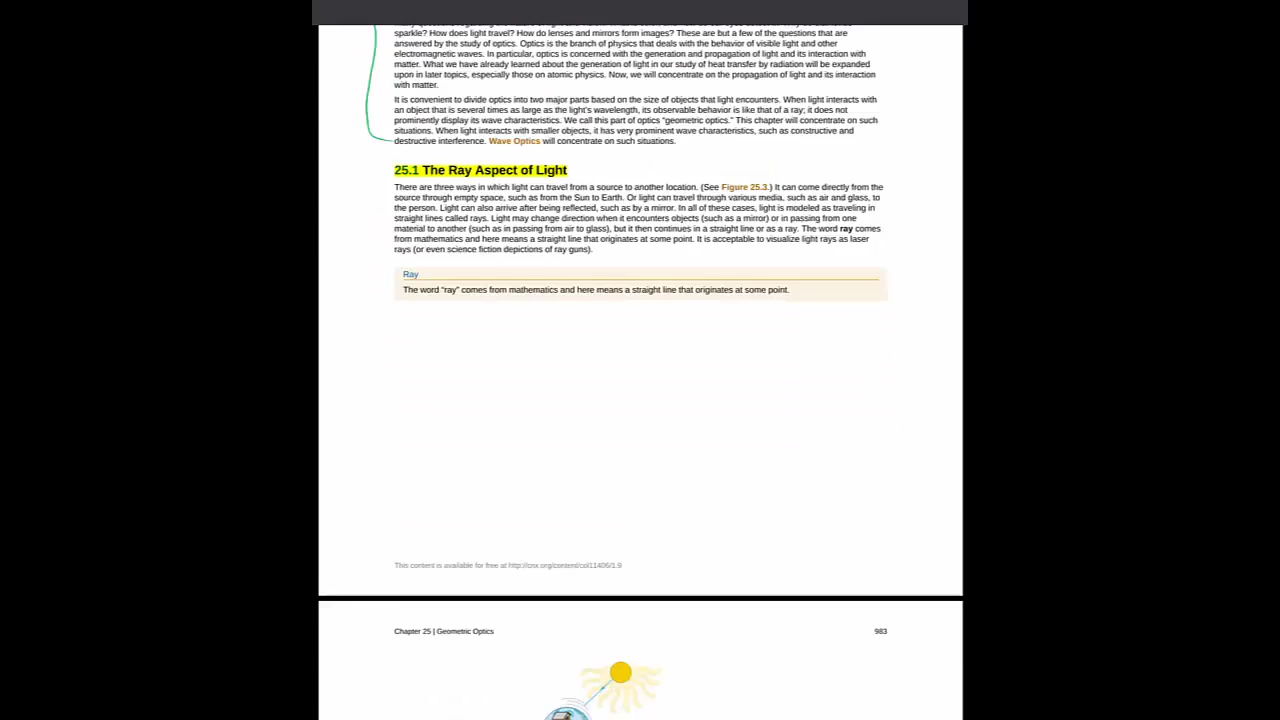 sparkle? How does light travel? How do lenses and mirrors form images? These are but a few of the questions that are
answered by the study of optics. Optics is the branch of physics that deals with the behavior of visible light and other
electromagnetic waves. In particular, optics is concerned with the generation and propagation of light and its interaction with
matter. What we have already learned about the generation of light in our study of heat transfer by radiation will be expanded
upon in later topics, especially those on atomic physics. Now, we will concentrate on the propagation of light and its interaction
with matter.
It is convenient to divide optics into two major parts based on the size of objects that light encounters. When light interacts with
an object that is several times as large as the light's wavelength, its observable behavior is like that of a ray; it does not
prominently display its wave characteristics. We call this part of optics “geometric optics.” This chapter will concentrate on such
situations. When light interacts with smaller objects, it has very prominent wave characteristics, such as constructive and
destructive interference. Wave Optics will concentrate on such situations.
25.1 The Ray Aspect of Light
There are three ways in which light can travel from a source to another location. (See Figure 25.3.) It can come directly from the
source through empty space, such as from the Sun to Earth. Or light can travel through various media, such as air and glass, to
the person. Light can also arrive after being reflected, such as by a mirror. In all of these cases, light is modeled as traveling in
straight lines called rays. Light may change direction when it encounters objects (such as a mirror) or in passing from one
material to another (such as in passing from air to glass), but it then continues in a straight line or as a ray. The word ray comes
from mathematics and here means a straight line that originates at some point. It is acceptable to visualize light rays as laser
rays (or even science fiction depictions of ray guns).
Ray
The word “ray” comes from mathematics and here means a straight line that originates at some point.
This content is available for free at http://cnx.org/content/col11406/1.9
Chapter 25 | Geometric Optics 983